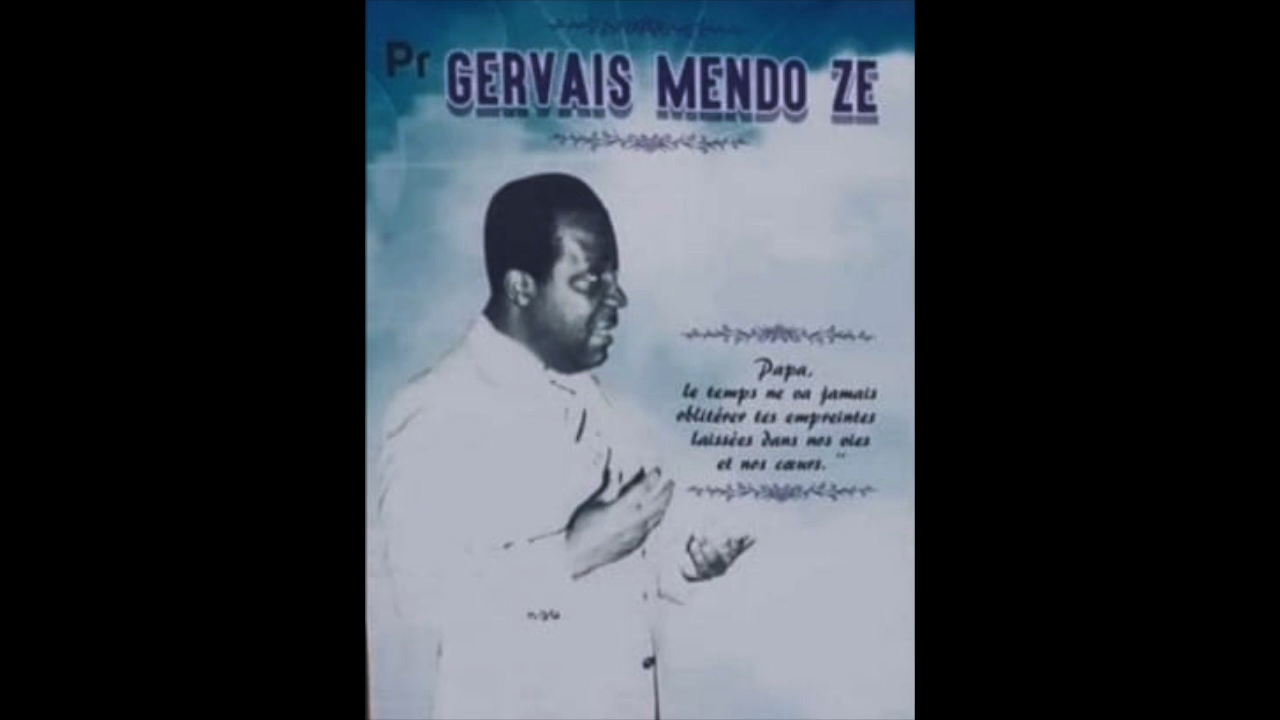 Pr GERVAIS MENDO ZE
Papa,
le temps ne va jamais
oblitérer tes empreintes
laissées dans nos vies
et nos cœurs."